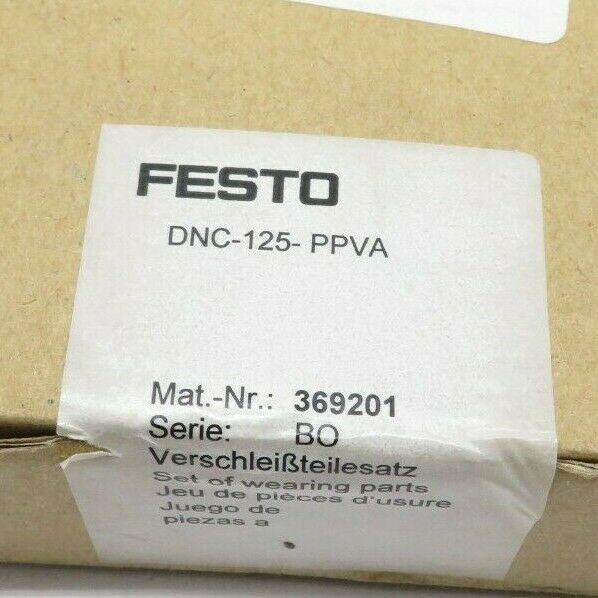 FESTO
DNC-125- PPVA
Mat.-Nr.: 369201
Serie: BO
Verschleißteilesatz
Set of wearing parts
Jeu de pièces d'usure
Juego de
piezas a